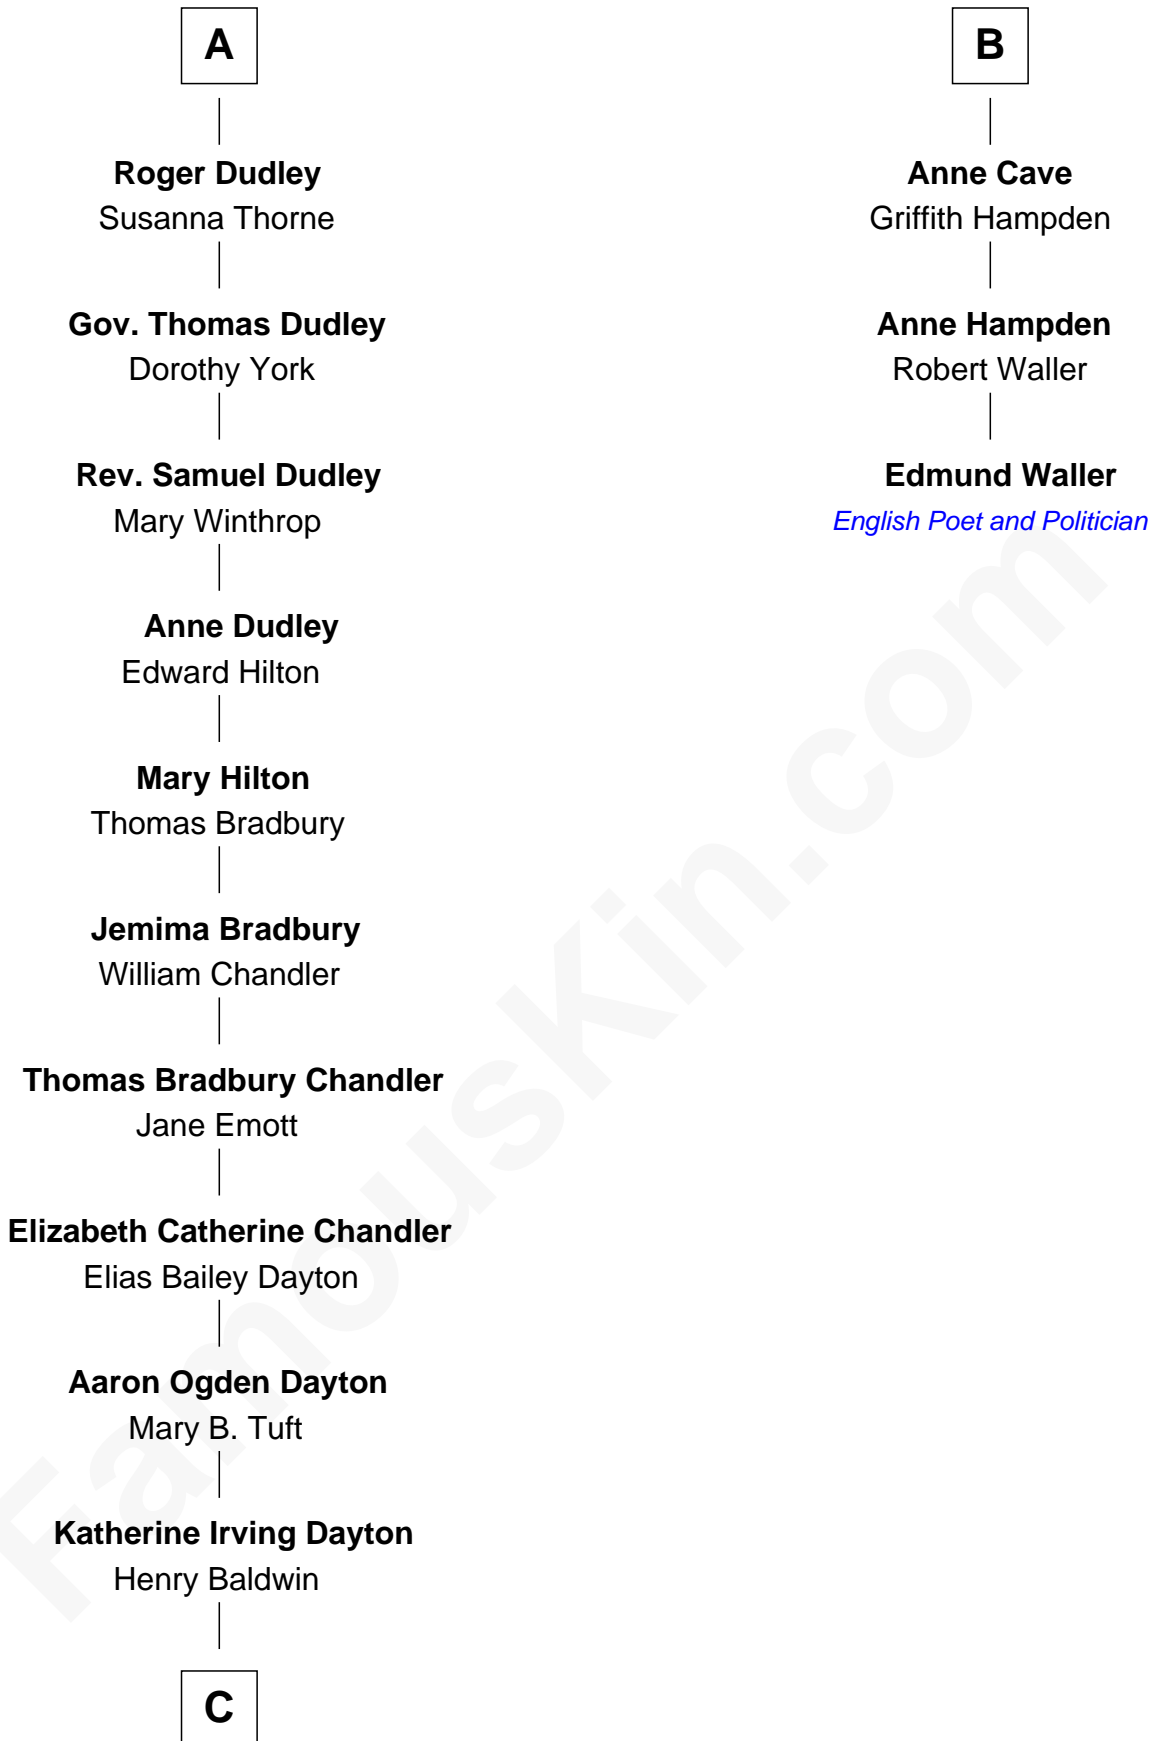 A
Roger Dudley
Susanna Thorne
Gov. Thomas Dudley
Dorothy York
Rev. Samuel Dudley
Mary Winthrop
Anne Dudley
Edward Hilton
Mary Hilton
Thomas Bradbury
Jemima Bradbury
William Chandler
Thomas Bradbury Chandler
Jane Emott
Elizabeth Catherine Chandler
Elias Bailey Dayton
Aaron Ogden Dayton
Mary B. Tuft
Katherine Irving Dayton
Henry Baldwin
C
B
Anne Cave
Griffith Hampden
Anne Hampden
Robert Waller
Edmund Waller
English Poet and Politician
FamousKin.com